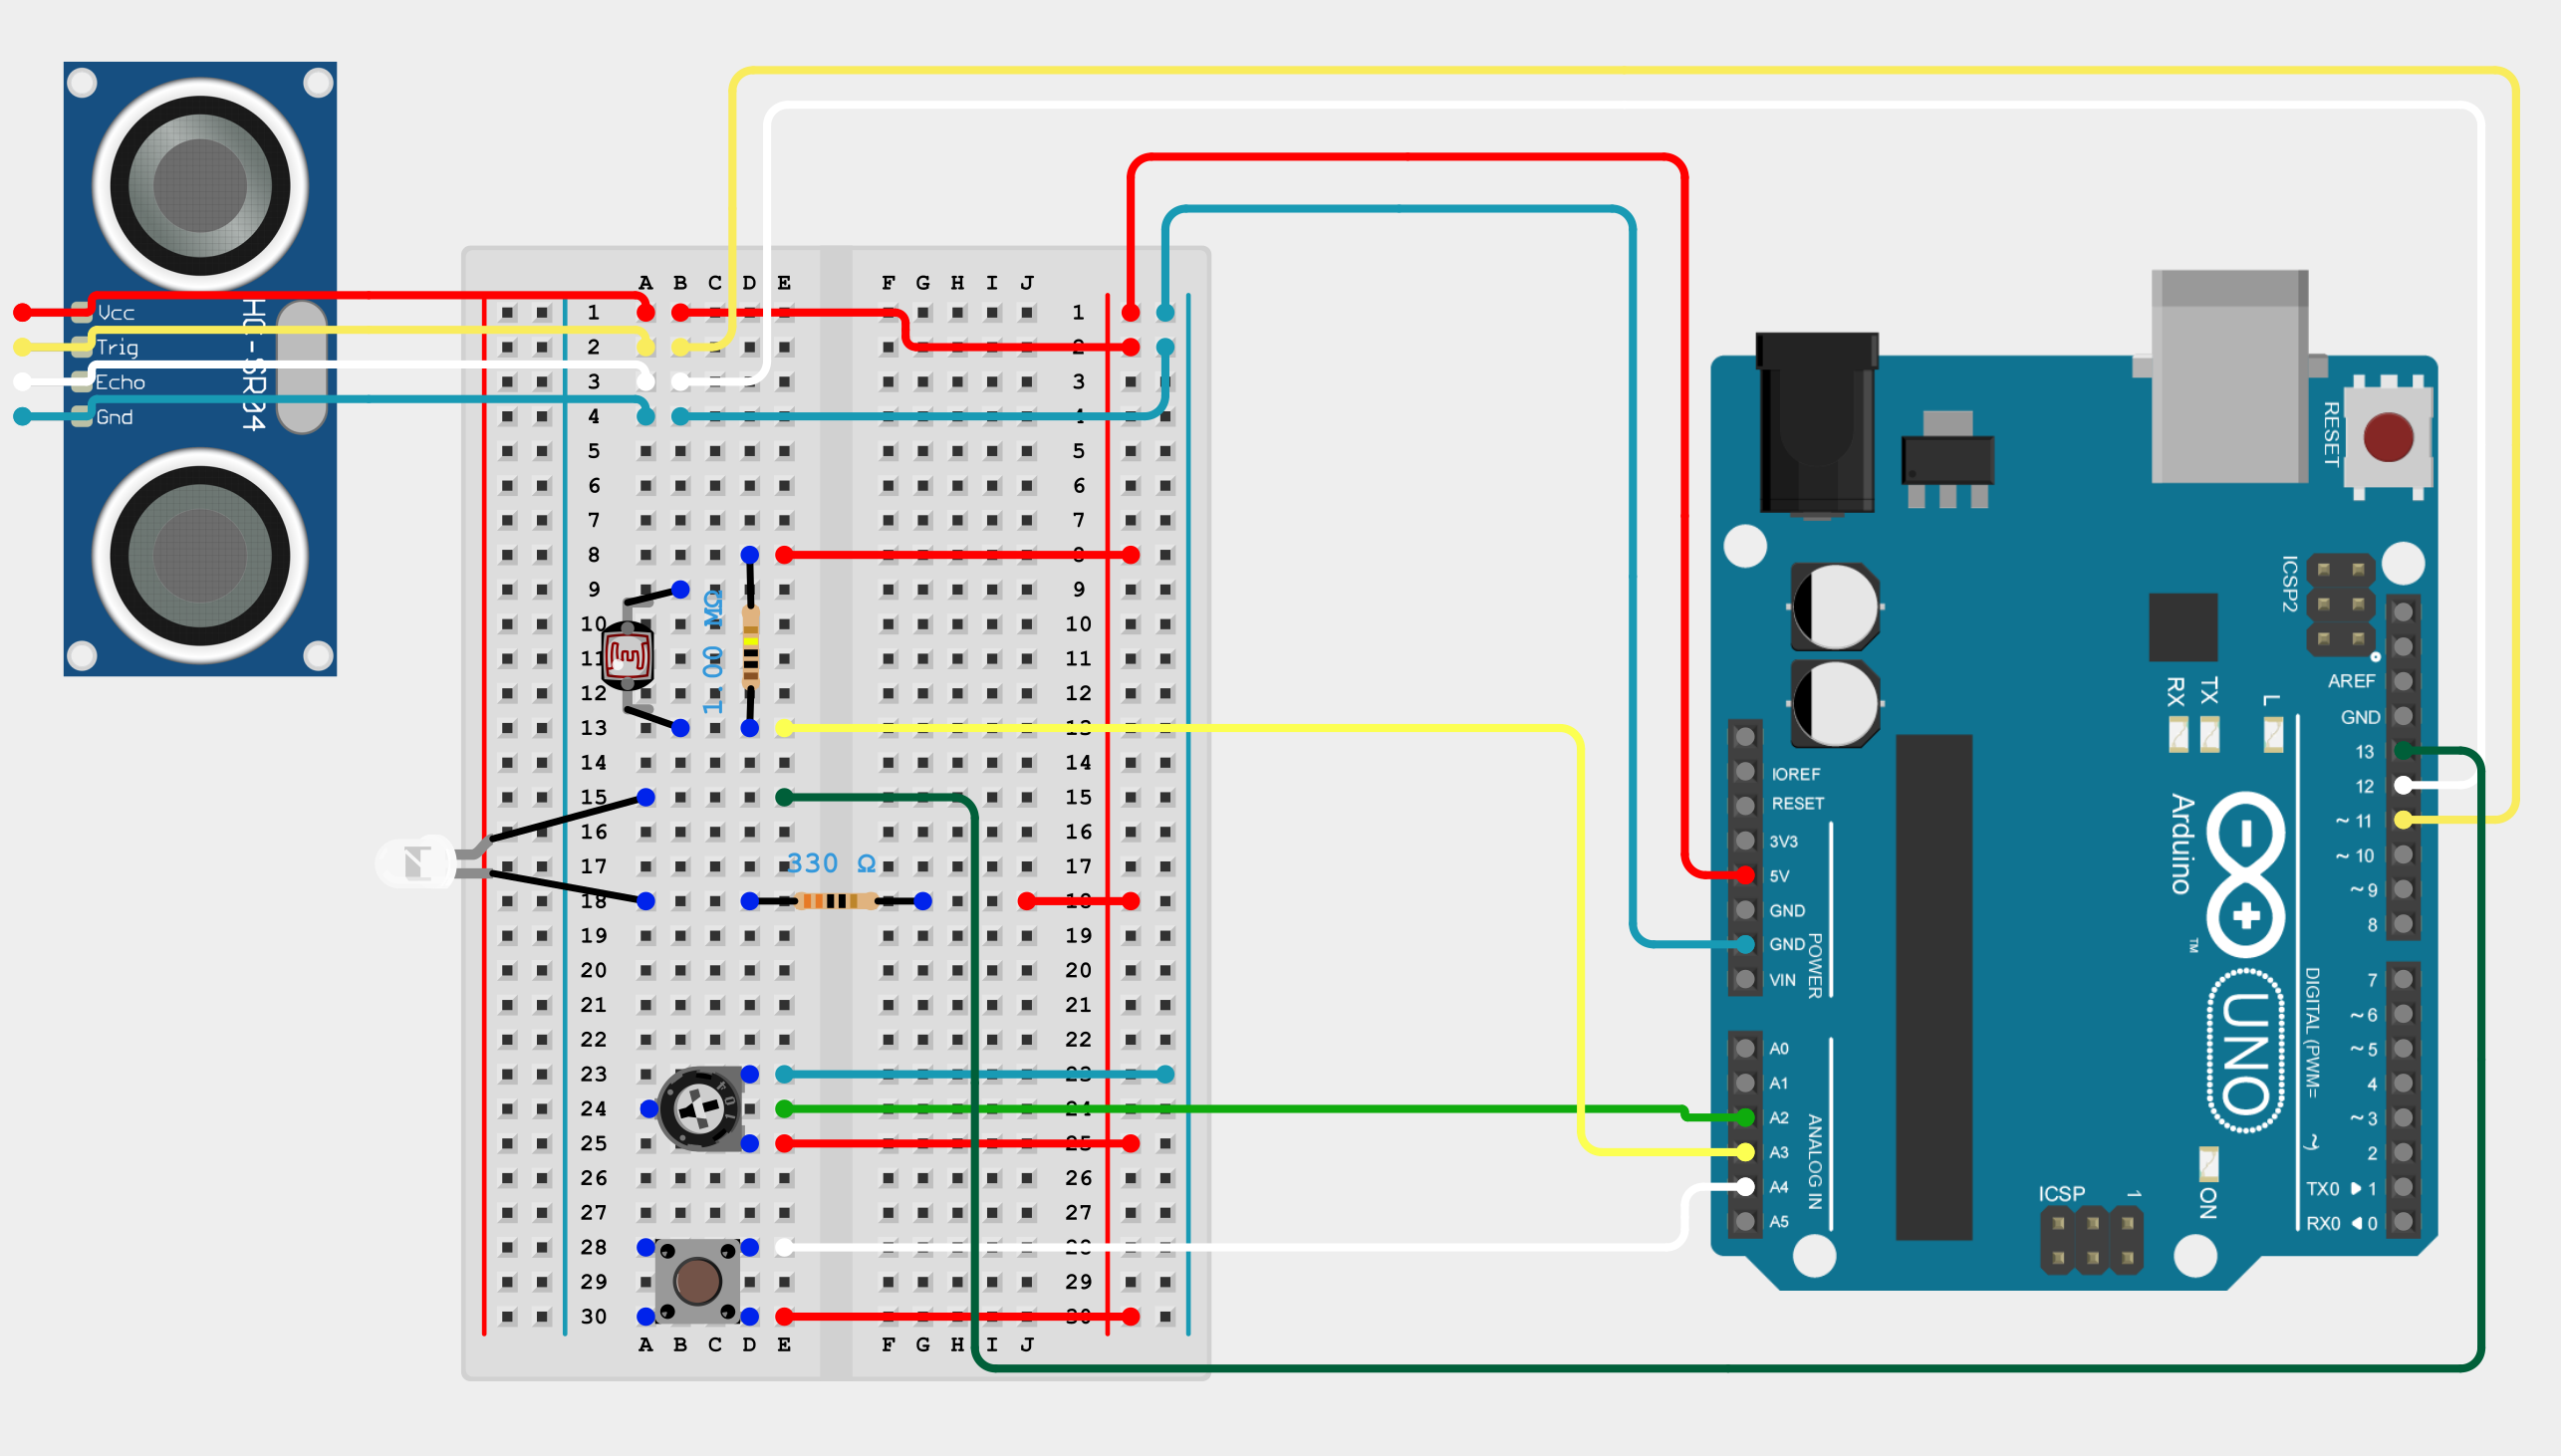 Vcc
Trig
Echo
Gnd
HC-SR04
A B C D E F G H I J
1 1
2 2
3 3
4 4
5 5
6 6
7 7
8 8
9 9
10 10
11 11
12 12
13 13
14 14
15 15
16 16
17 17
18 18
19 19
20 20
21 21
22 22
23 23
24 24
25 25
26 26
27 27
28 28
29 29
30 30
A B C D E F G H I J
1.00 MΩ
330 Ω
4
7 0 1
IOREF
RESET
3V3
5V
GND
GND
VIN
POWER
A0
A1
A2
A3
A4
A5
ANALOG IN
RESET
ICSP2
RX
TX
L
Arduino
TM
UNO
ON
ICSP 1
DIGITAL (PWM= ~)
AREF
GND
13
12
~ 11
~ 10
~ 9
8
7
~ 6
~ 5
4
~ 3
2
TX0 ▶ 1
RX0 ◀ 0